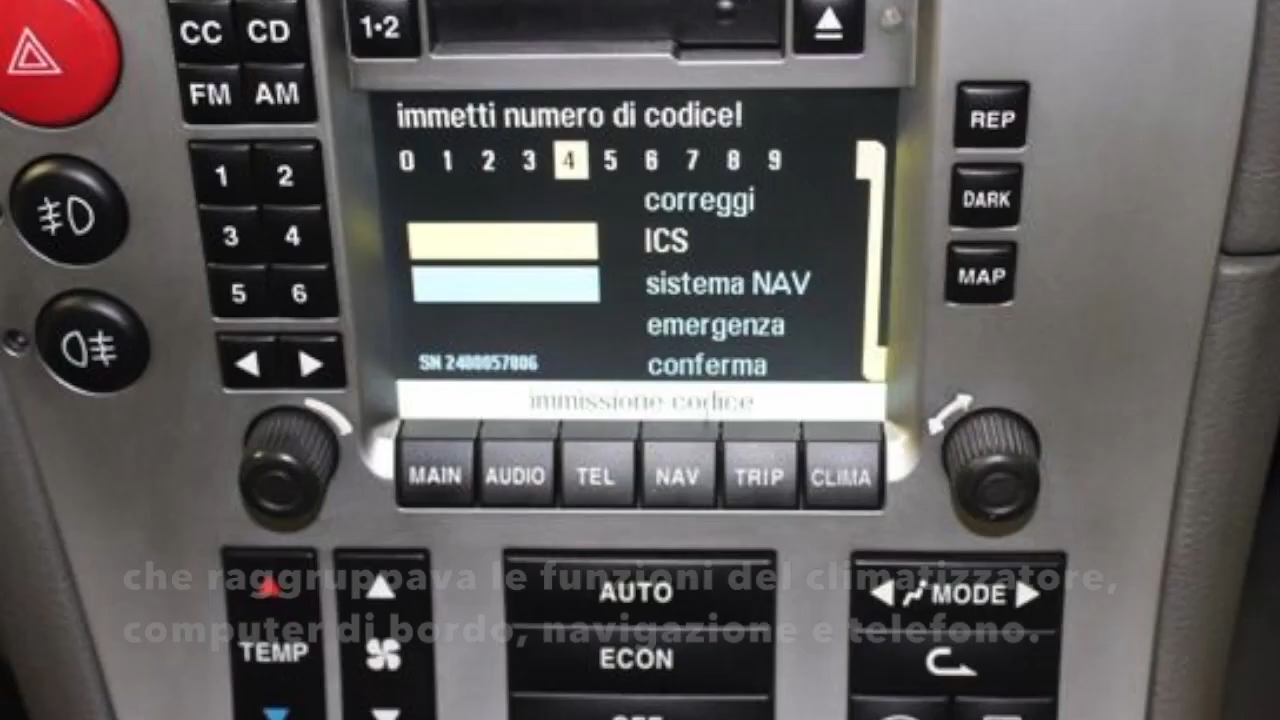 CC CD
1•2
FM AM
immetti numero di codice!
0 1 2 3 4 5 6 7 8 9
correggi
ICS
sistema NAV
emergenza
SN 2400057806 conferma
immissione codice
1 2
3 4
5 6
REP
DARK
MAP
MAIN AUDIO TEL NAV TRIP CLIMA
che raggruppava le funzioni del climatizzatore,
computer di bordo, navigazione e telefono.
TEMP
AUTO
ECON
MODE